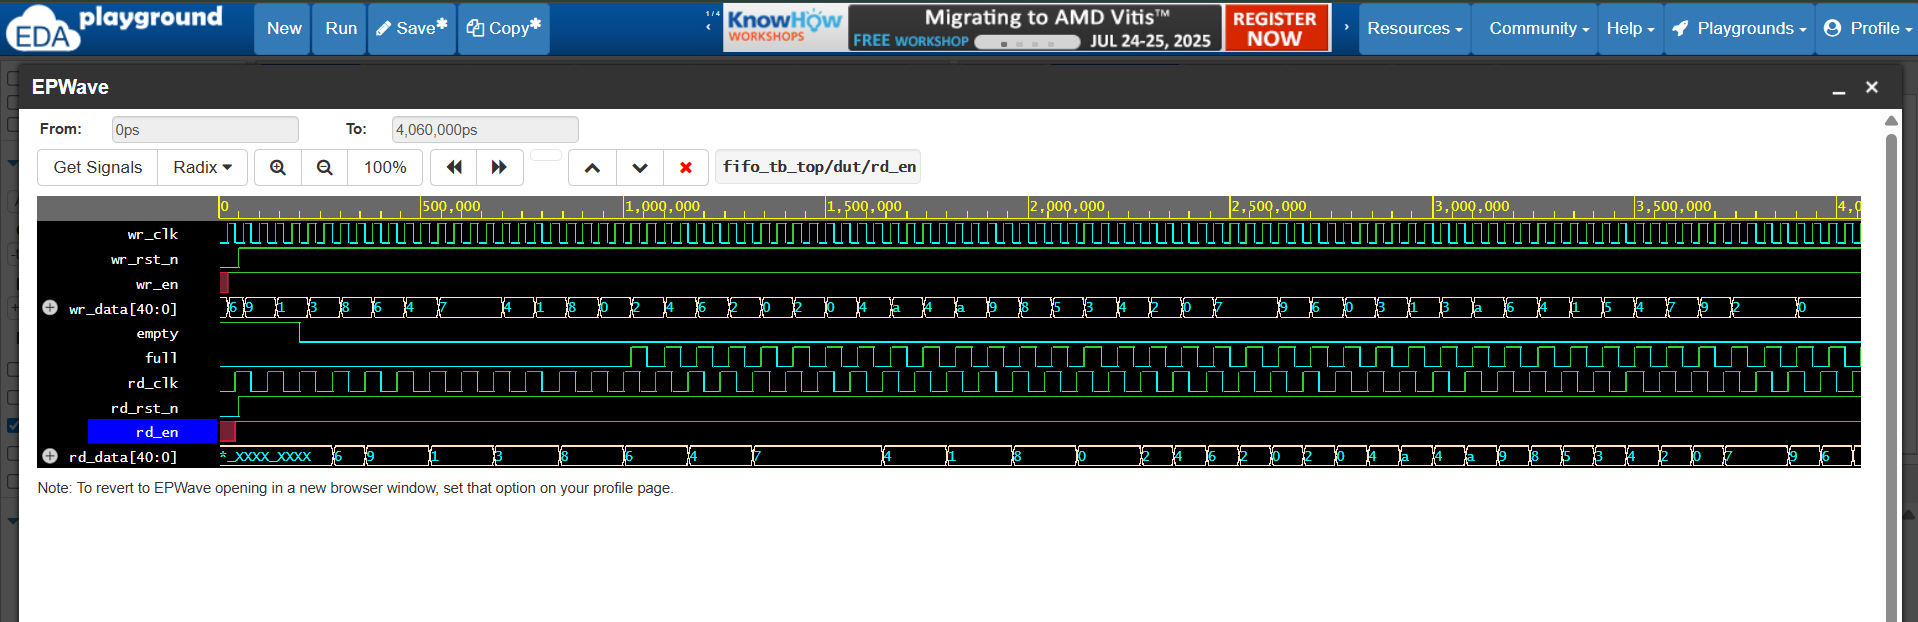 EDA playground
New
Run
Save*
Copy*
1/4
KnowHow WORKSHOPS
Migrating to AMD Vitis™
FREE WORKSHOP
JUL 24-25, 2025
REGISTER NOW
Resources
Community
Help
Playgrounds
Profile
EPWave
From: 0ps To: 4,060,000ps
Get Signals Radix 100% fifo_tb_top/dut/rd_en
0 500,000 1,000,000 1,500,000 2,000,000 2,500,000 3,000,000 3,500,000 4,0
wr_clk
wr_rst_n
wr_en
wr_data[40:0] 6 9 1 3 8 6 4 7 4 1 8 0 2 4 6 2 0 2 0 4 a 4 a 9 8 5 3 4 2 0 7 9 6 0 3 1 3 a 6 4 1 5 4 7 9 2 0
empty
full
rd_clk
rd_rst_n
rd_en
rd_data[40:0] *_XXXX_XXXX 6 9 1 3 8 6 4 7 4 1 8 0 2 4 6 2 0 2 0 4 a 4 a 9 8 5 3 4 2 0 7 9 6
Note: To revert to EPWave opening in a new browser window, set that option on your profile page.